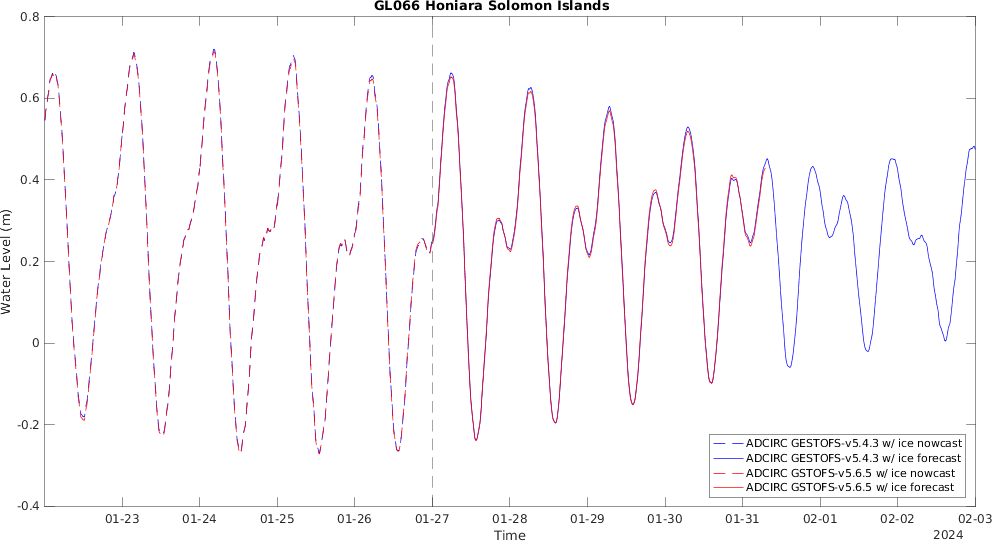 GL066 Honiara Solomon Islands
Water Level (m)
0.8
0.6
0.4
0.2
0
-0.2
-0.4
ADCIRC GESTOFS-v5.4.3 w/ ice nowcast
ADCIRC GESTOFS-v5.4.3 w/ ice forecast
ADCIRC GSTOFS-v5.6.5 w/ ice nowcast
ADCIRC GSTOFS-v5.6.5 w/ ice forecast
01-23 01-24 01-25 01-26 01-27 01-28 01-29 01-30 01-31 02-01 02-02 02-03
Time
2024